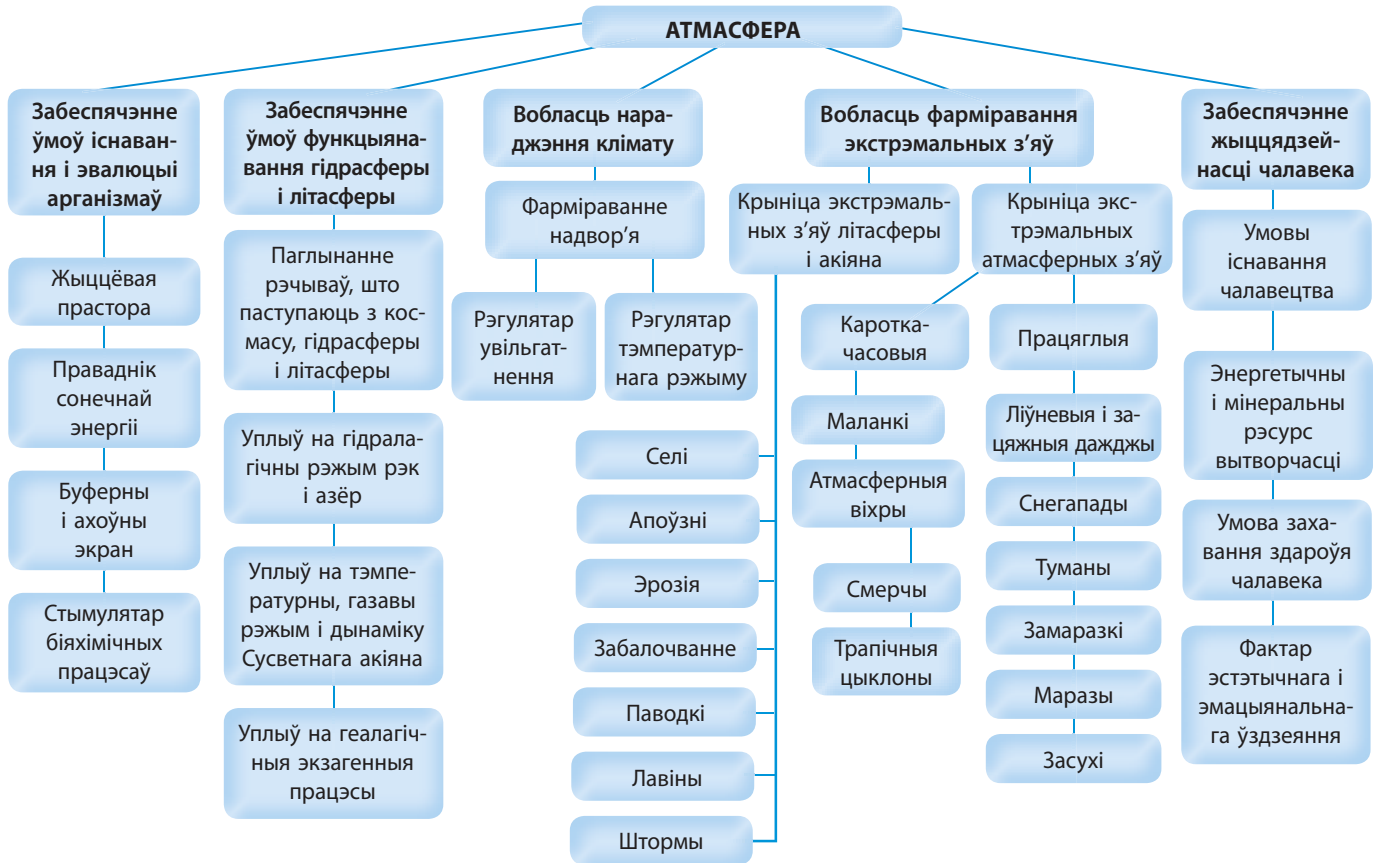 АТМАСФЕРА
Забеспячэнне
ўмоў існаван-
ня і эвалюцыі
арганізмаў
Жыццёвая
прастора
Праваднік
сонечнай
энергіі
Буферны
і ахоўны
экран
Стымулятар
біяхімічных
працэсаў
Забеспячэнне
ўмоў функцыяна-
вання гідрасферы
і літасферы
Паглынанне
рэчываў, што
паступаюць з кос-
масу, гідрасферы
і літасферы
Уплыў на гідрала-
гічны рэжым рэк
і азёр
Уплыў на тэмпе-
ратурны, газавы
рэжым і дынаміку
Сусветнага акіяна
Уплыў на геалагіч-
ныя экзагенныя
працэсы
Вобласць нара-
джэння клімату
Фарміраванне
надвор'я
Рэгулятар
увільгат-
нення
Рэгулятар
тэмператур-
нага рэжыму
Вобласць фарміравання
экстрэмальных з'яў
Крыніца экстрэмаль-
ных з'яў літасферы
і акіяна
Селі
Апоўзні
Эрозія
Забалочванне
Паводкі
Лавіны
Штормы
Крыніца экс-
трэмальных
атмасферных з'яў
Каротка-
часовыя
Маланкі
Атмасферныя
віхры
Смерчы
Трапічныя
цыклоны
Працяглыя
Ліўневыя і за-
цяжныя дажджы
Снегапады
Туманы
Замаразкі
Маразы
Засухі
Забеспячэнне
жыццядзей-
насці чалавека
Умовы
існавання
чалавецтва
Энергетычны
і мінеральны
рэсурс
вытворчасці
Умова заха-
вання здароўя
чалавека
Фактар
эстэтычнага і
эмацыянальна-
га ўздзеяння